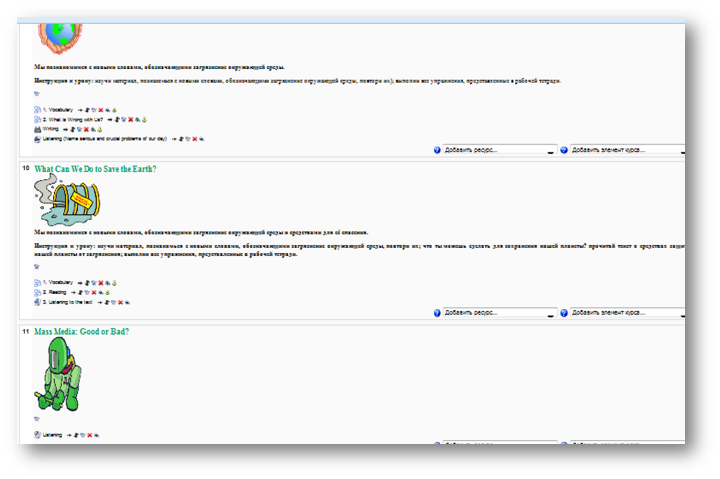 Мы познакомимся с новыми словами, обозначающими загрязнение окружающей среды.
Инструкция к уроку: изучи материал, познакомься с новыми словами, обозначающими загрязнение окружающей среды, повтори их; выполни все упражнения, представленные в рабочей тетради.
1. Vocabulary
2. What is Wrong with Us?
Writing
Listening (Name serious and crucial problems of our day)
Добавить ресурс... Добавить элемент курса...
10 What Can We Do to Save the Earth?
Мы познакомимся с новыми словами, обозначающими загрязнение окружающей среды и средствами для её спасения.
Инструкция к уроку: изучи материал, познакомься с новыми словами, обозначающими загрязнение окружающей среды, повтори их; что ты можешь сделать для сохранения нашей планеты? прочитай текст о средствах
нашей планеты от загрязнения; выполни все упражнения, представленные в рабочей тетради.
1. Vocabulary
2. Reading
3. Listening to the text
Добавить ресурс... Добавить элемент курса...
11 Mass Media: Good or Bad?
Listening